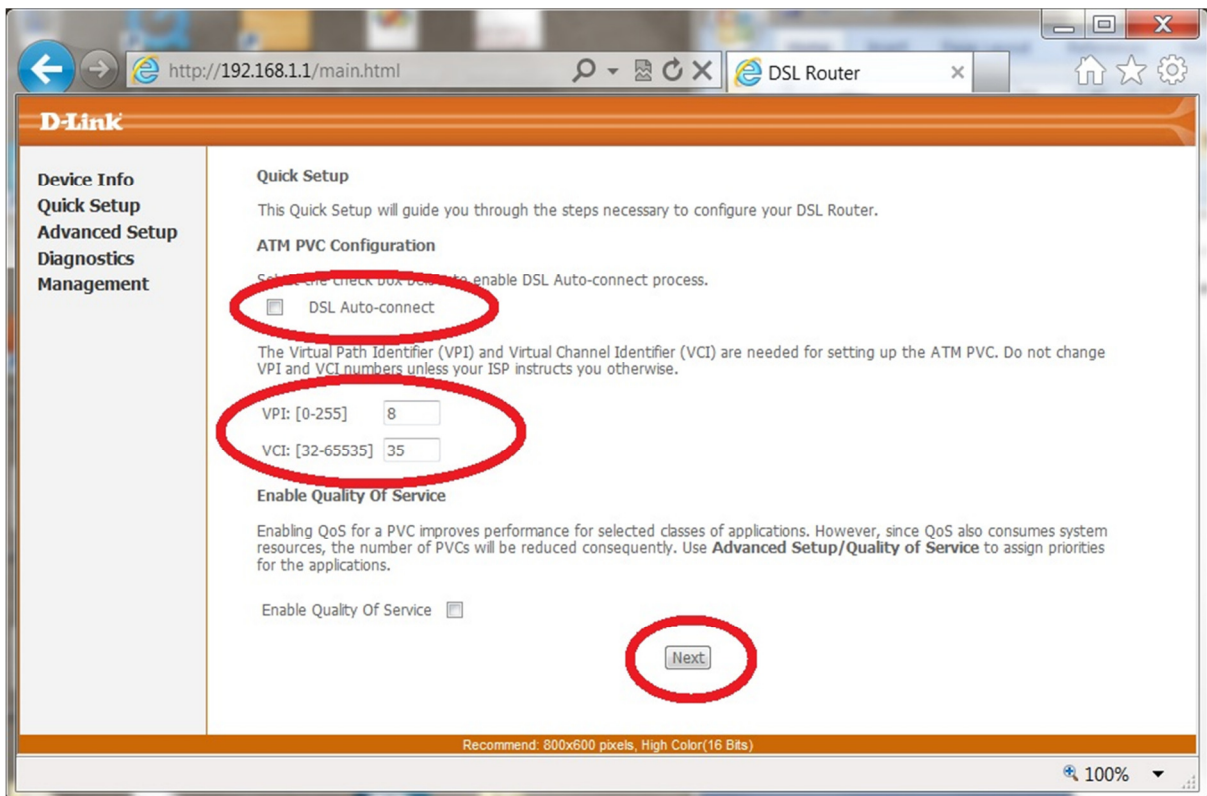 http://192.168.1.1/main.html
DSL Router
D-Link
Device Info
Quick Setup
Advanced Setup
Diagnostics
Management
Quick Setup
This Quick Setup will guide you through the steps necessary to configure your DSL Router.
ATM PVC Configuration
Select the check box below to enable DSL Auto-connect process.
DSL Auto-connect
The Virtual Path Identifier (VPI) and Virtual Channel Identifier (VCI) are needed for setting up the ATM PVC. Do not change
VPI and VCI numbers unless your ISP instructs you otherwise.
VPI: [0-255] 8
VCI: [32-65535] 35
Enable Quality Of Service
Enabling QoS for a PVC improves performance for selected classes of applications. However, since QoS also consumes system
resources, the number of PVCs will be reduced consequently. Use Advanced Setup/Quality of Service to assign priorities
for the applications.
Enable Quality Of Service
Next
Recommend: 800x600 pixels, High Color(16 Bits)
100%